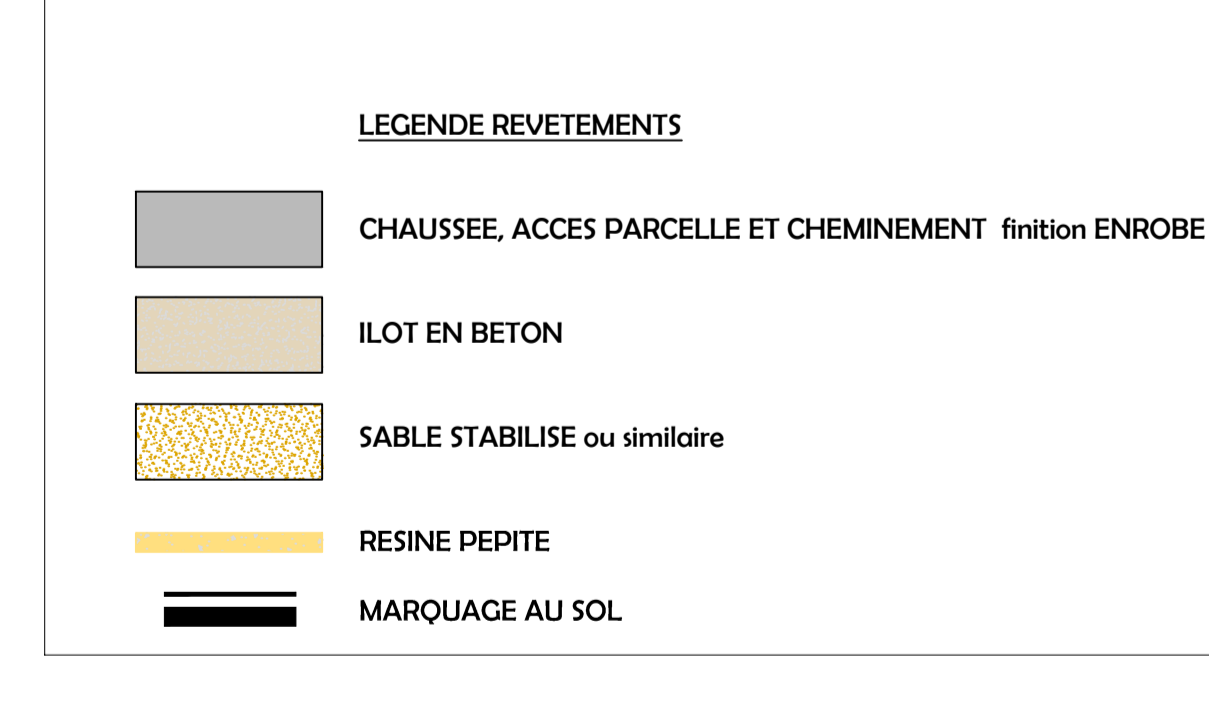 LEGENDE REVETEMENTS
CHAUSSEE, ACCES PARCELLE ET CHEMINEMENT finition ENROBE
ILOT EN BETON
SABLE STABILISE ou similaire
RESINE PEPITE
MARQUAGE AU SOL